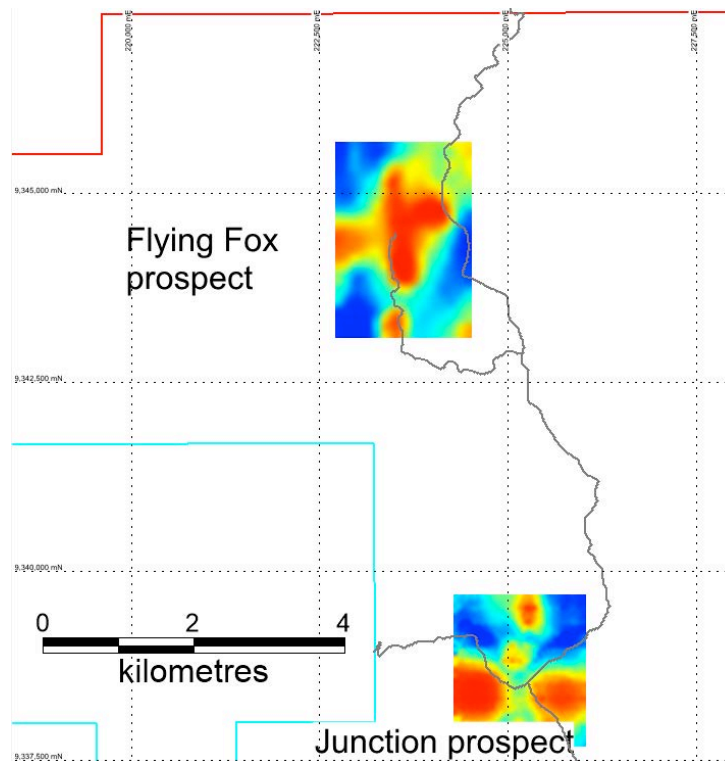 220,000 mE
222,500 mE
225,000 mE
227,500 mE
9,345,000 mN
Flying Fox
prospect
9,342,500 mN
9,340,000 mN
0 2 4
kilometres
Junction prospect
9,337,500 mN